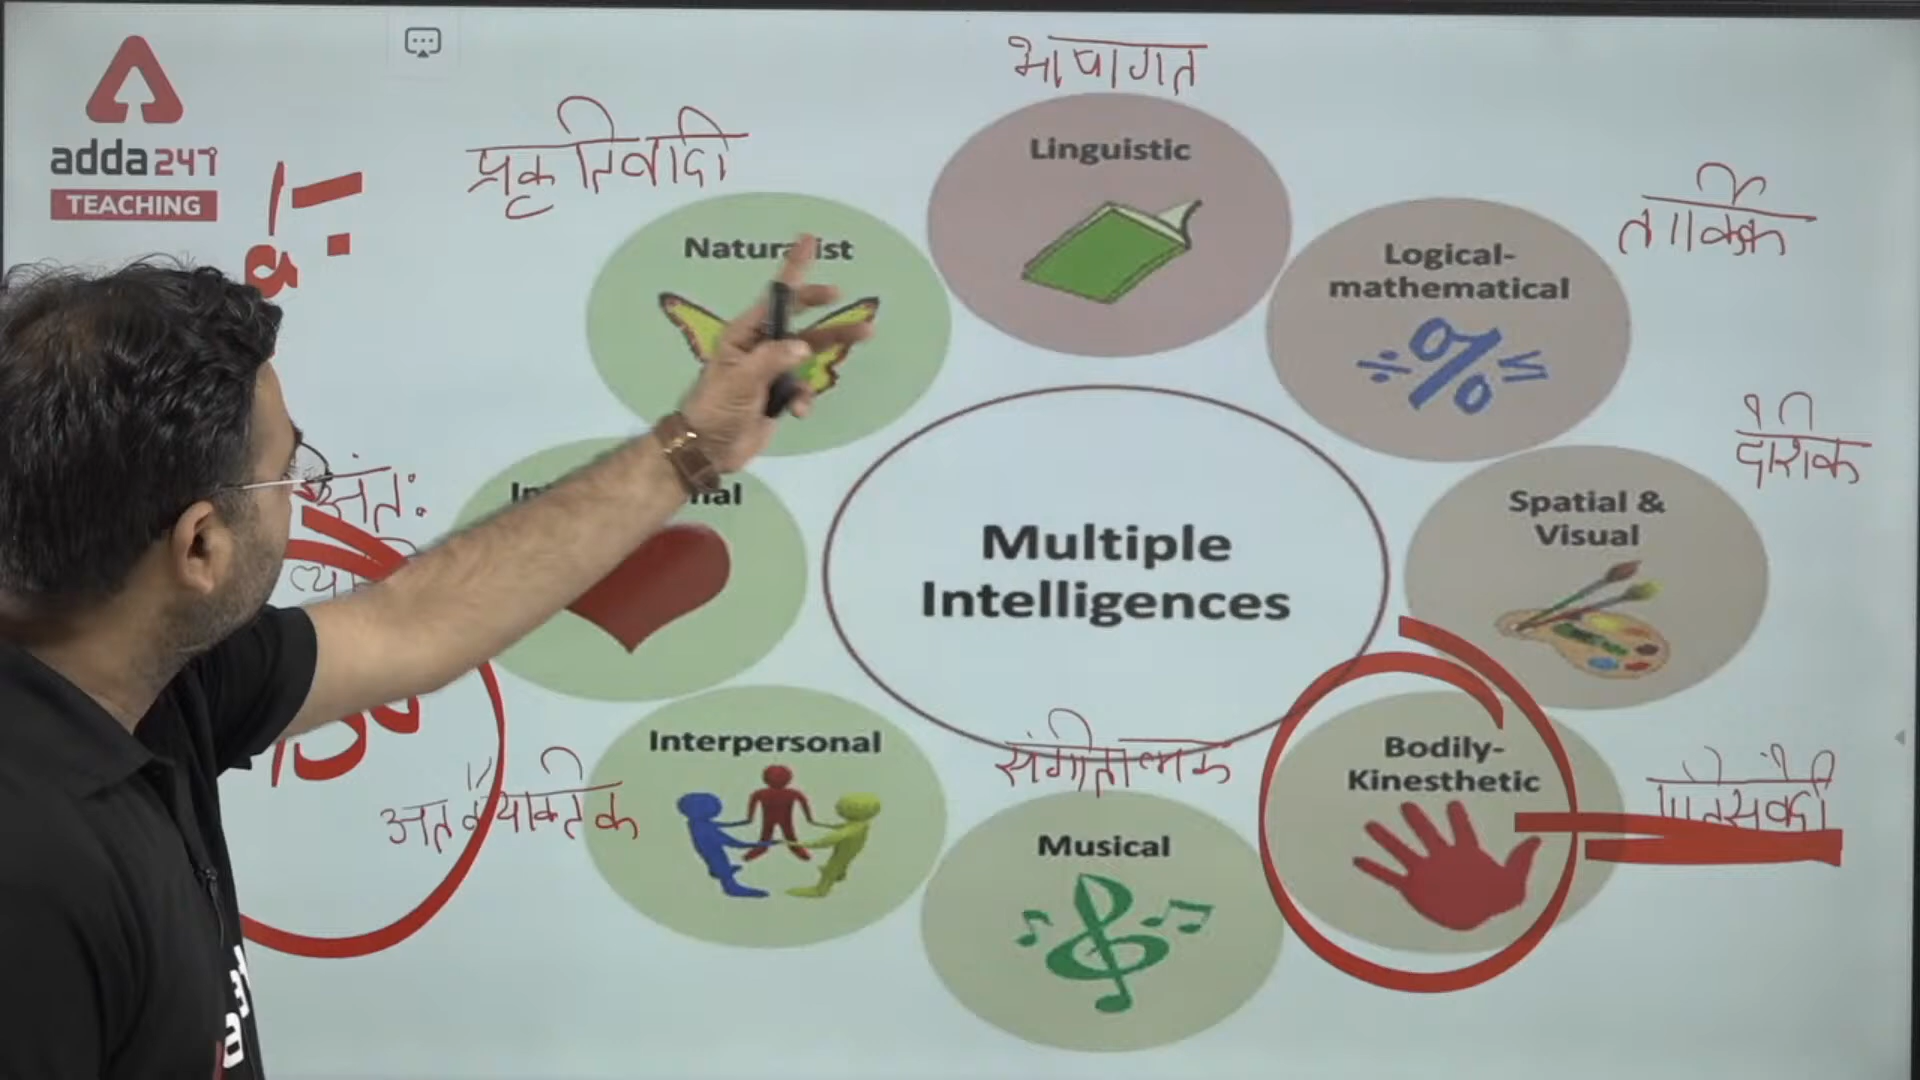 adda247
TEACHING
भाषागत
Linguistic
प्रकृतिवादी
Naturalist
तार्किक
Logical-
mathematical
Spatial &
Visual
Multiple
Intelligences
अंतः
Interpersonal
अंतर्वैयक्तिक
संगीतात्मक
Musical
Bodily-
Kinesthetic